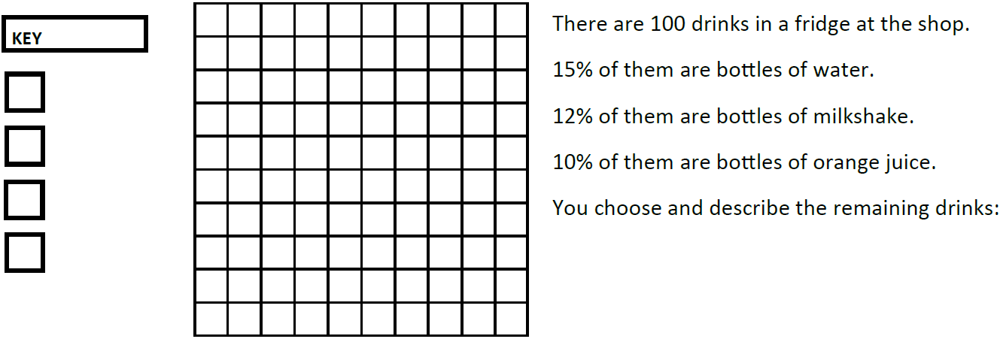 KEY
There are 100 drinks in a fridge at the shop.
15% of them are bottles of water.
12% of them are bottles of milkshake.
10% of them are bottles of orange juice.
You choose and describe the remaining drinks: